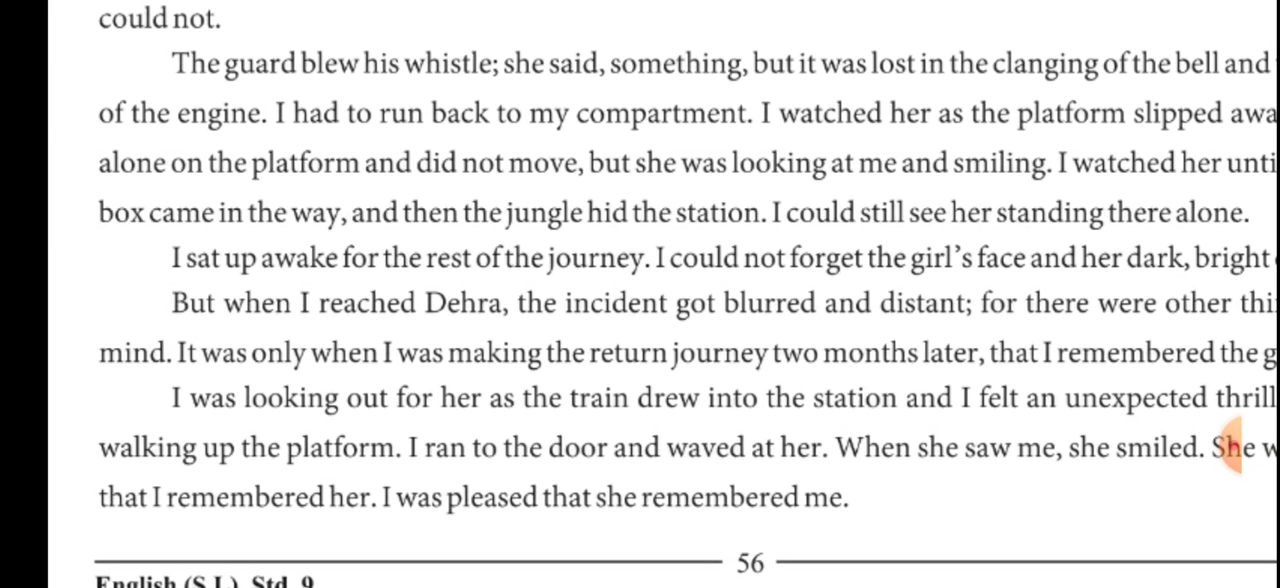 could not.
The guard blew his whistle; she said, something, but it was lost in the clanging of the bell and
of the engine. I had to run back to my compartment. I watched her as the platform slipped
alone on the platform and did not move, but she was looking at me and smiling. I watched her
box came in the way, and then the jungle hid the station. I could still see her standing there alone.
I sat up awake for the rest of the journey. I could not forget the girl's face and her dark, bright
But when I reached Dehra, the incident got blurred and distant; for there were other
mind. It was only when I was making the return journey two months later, that I remembered the
I was looking out for her as the train drew into the station and I felt an unexpected thrill
walking up the platform. I ran to the door and waved at her. When she saw me, she smiled. She
that I remembered her. I was pleased that she remembered me.
56
English (S.L), Std. 9